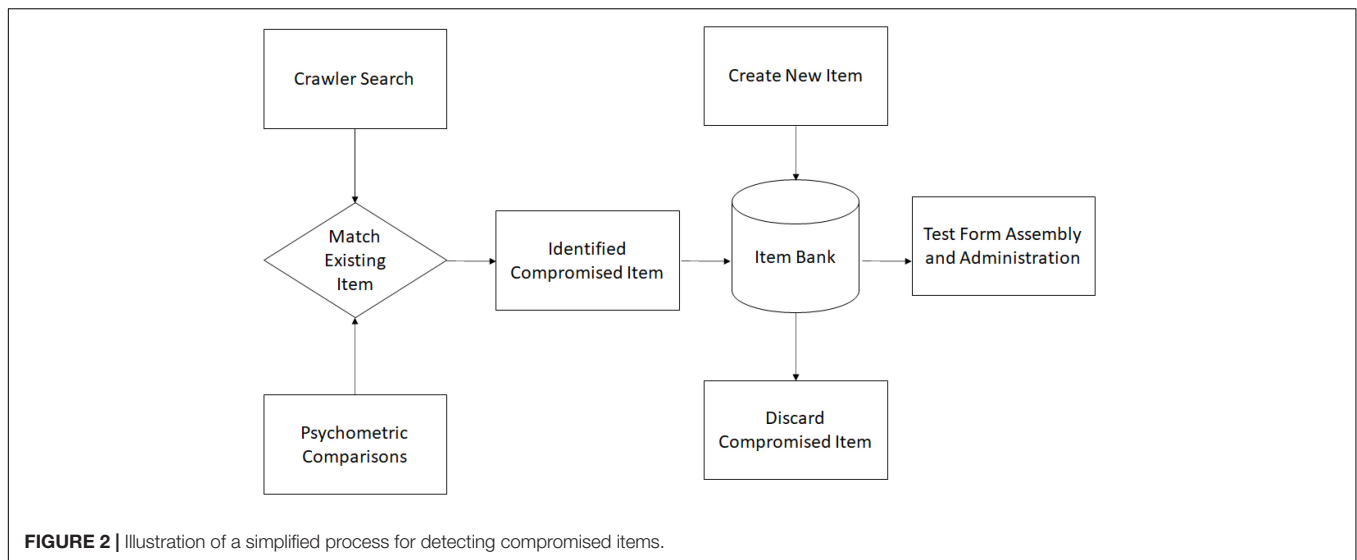 Crawler Search
Create New Item
Match
Existing
Item
Identified
Compromised Item
Item Bank
Test Form Assembly
and Administration
Psychometric
Comparisons
Discard
Compromised Item
FIGURE 2 | Illustration of a simplified process for detecting compromised items.